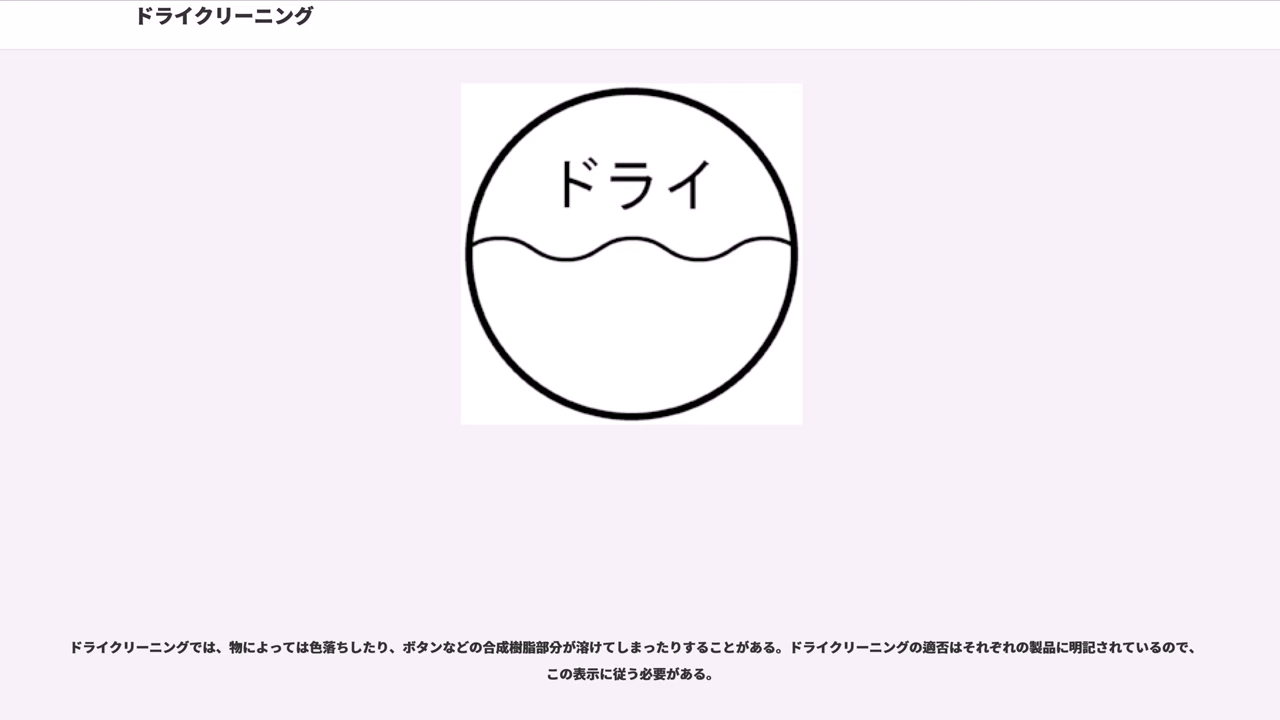 ドライクリーニング
ドライ
ドライクリーニングでは、物によっては色落ちしたり、ボタンなどの合成樹脂部分が溶けてしまったりすることがある。ドライクリーニングの適否はそれぞれの製品に明記されているので、
この表示に従う必要がある。